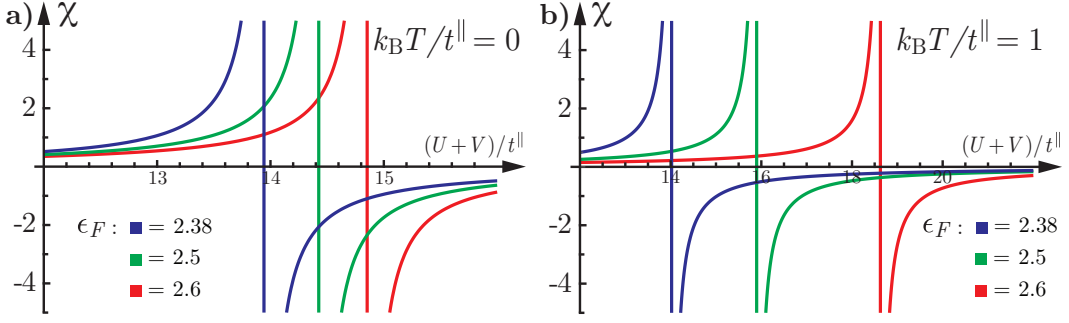 a) χ
k_B T/t^∥ = 0
4
2
(U+V)/t^∥
13 14 15
-2
ϵ_F : = 2.38
= 2.5
-4
= 2.6
b) χ
k_B T/t^∥ = 1
4
2
(U+V)/t^∥
14 16 18 20
-2
ϵ_F : = 2.38
= 2.5
-4
= 2.6